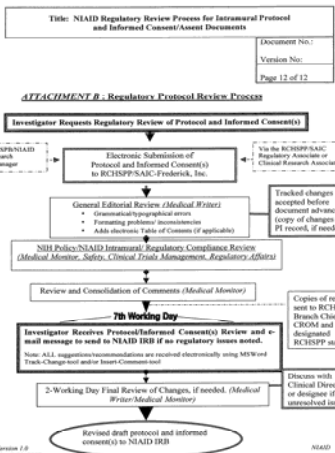 Title: NIAID Regulatory Review Process for Intramural Protocol
and Informed Consent/Assent Documents
Document No.:
Version No:
Page 12 of 12
ATTACHMENT B : Regulatory Protocol Review Process
Investigator Requests Regulatory Review of Protocol and Informed Consent(s)
Electronic Submission of
Protocol and Informed Consent(s)
to RCHSPP/SAIC-Frederick, Inc.
Via the RCHSPP/SAIC
Regulatory Associate or
Clinical Research
General Editorial Review (Medical Writer)
• Grammatical/typographical errors
• Formatting problems/ inconsistencies
• Adds electronic Table of Contents (if applicable)
Tracked changes
accepted before
document
(copy of changes
PI record, if
NIH Policy/NIAID Intramural/ Regulatory Compliance Review
(Medical Monitor, Safety, Clinical Trials Management, Regulatory Affairs)
Review and Consolidation of Comments (Medical Monitor)
Copies of
sent to
Branch
CROM and
designated
RCHSPP
7th Working Day
Investigator Receives Protocol/Informed Consent(s) Review and e-
mail message to send to NIAID IRB if no regulatory issues noted.
Note: ALL suggestions/recommendations are received electronically using MSWord
Track-Change-tool and/or Insert-Comment-tool
Discuss with
Clinical
or designee if
unresolved
2-Working Day Final Review of Changes, if needed. (Medical
Writer/Medical Monitor)
Revised draft protocol and informed
consent(s) to NIAID IRB
Version 1.0
NIAID